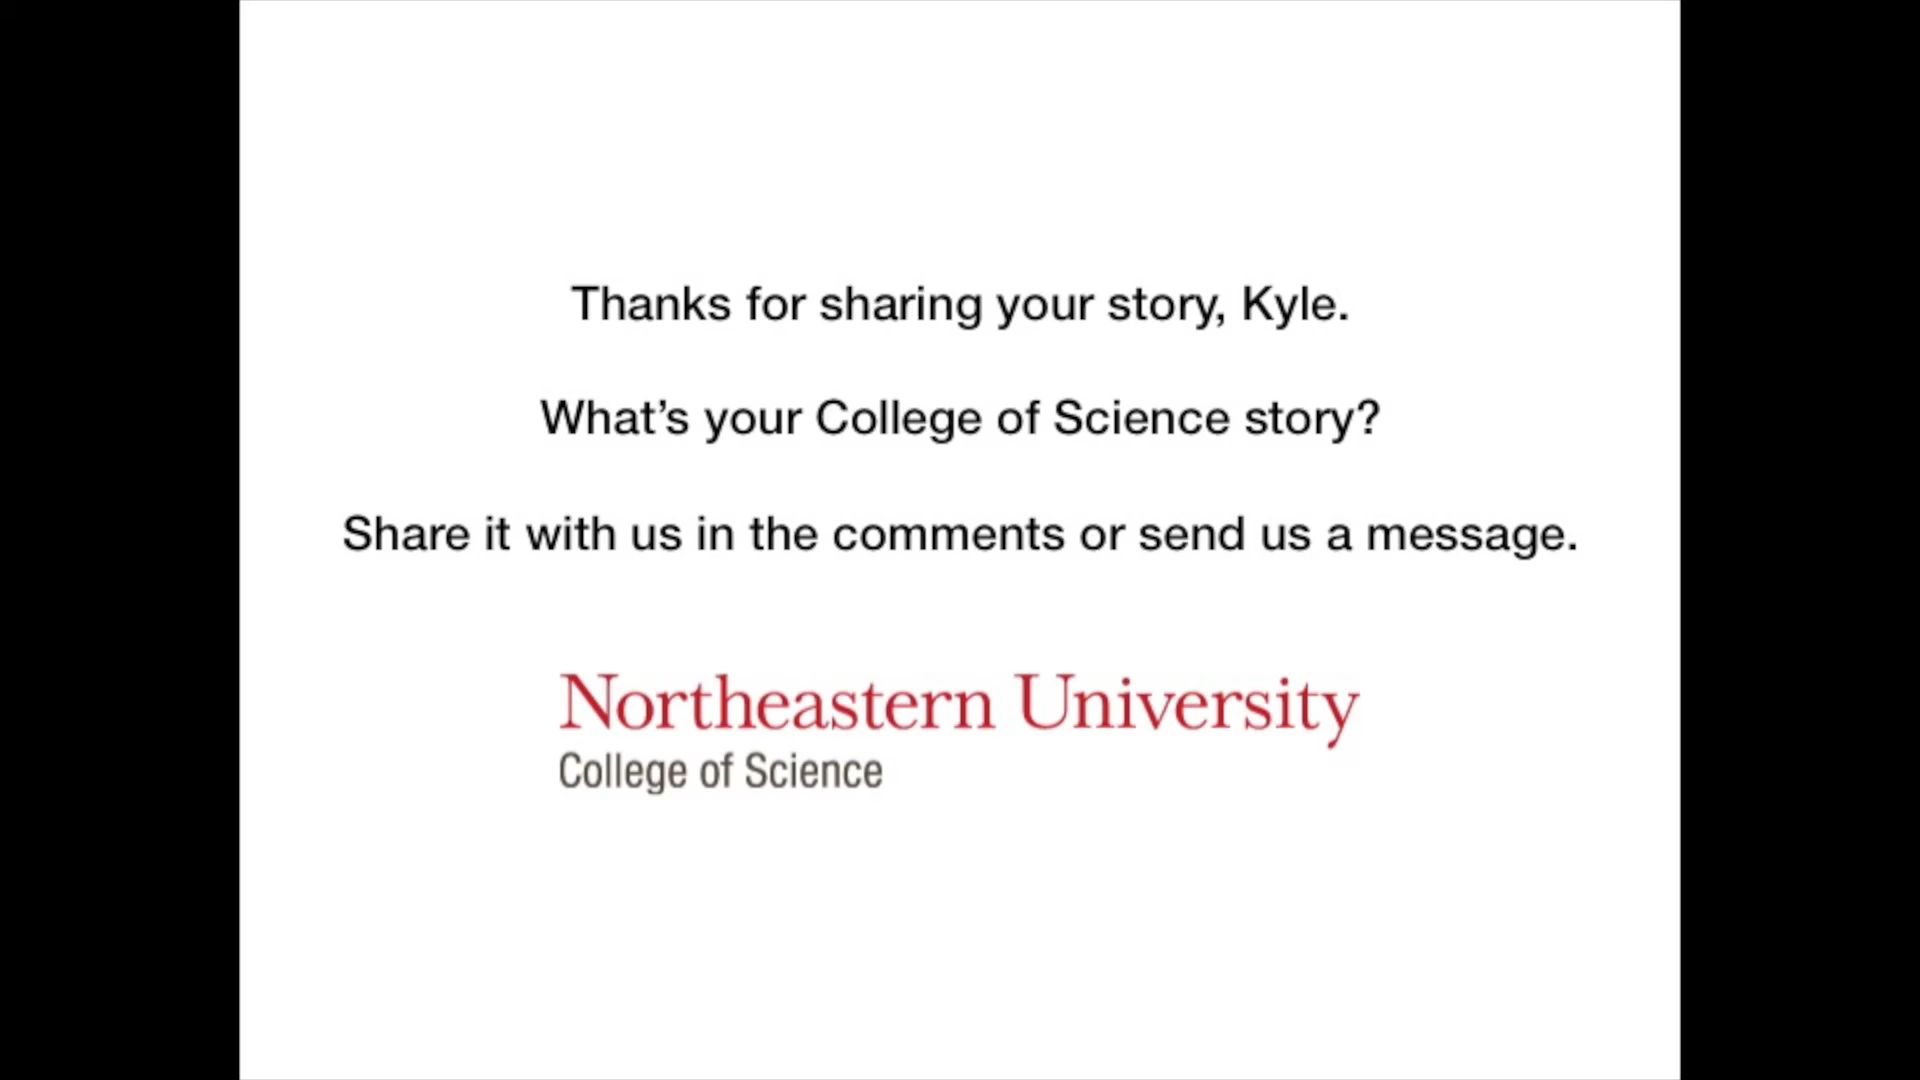 Thanks for sharing your story, Kyle.
What’s your College of Science story?
Share it with us in the comments or send us a message.
Northeastern University
College of Science